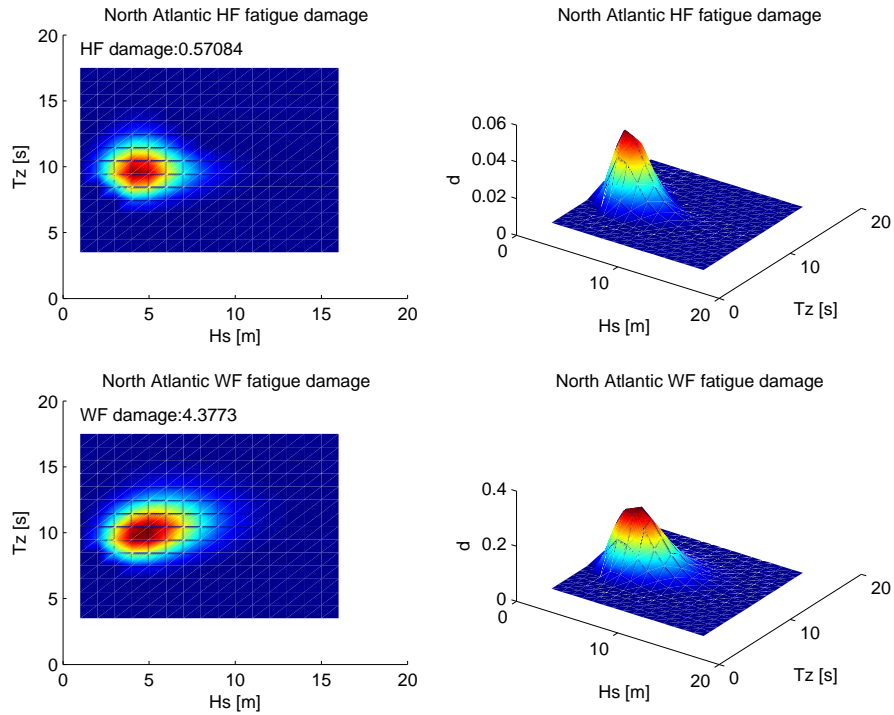 North Atlantic HF fatigue damage
HF damage:0.57084
20
15
10
5
0
Tz [s]
0
5
10
15
20
Hs [m]
North Atlantic HF fatigue damage
0.06
0.04
0.02
0
d
0
10
20
Hs [m]
0
10
20
Tz [s]
North Atlantic WF fatigue damage
WF damage:4.3773
20
15
10
5
0
Tz [s]
0
5
10
15
20
Hs [m]
North Atlantic WF fatigue damage
0.4
0.2
0
d
0
10
20
Hs [m]
0
10
20
Tz [s]